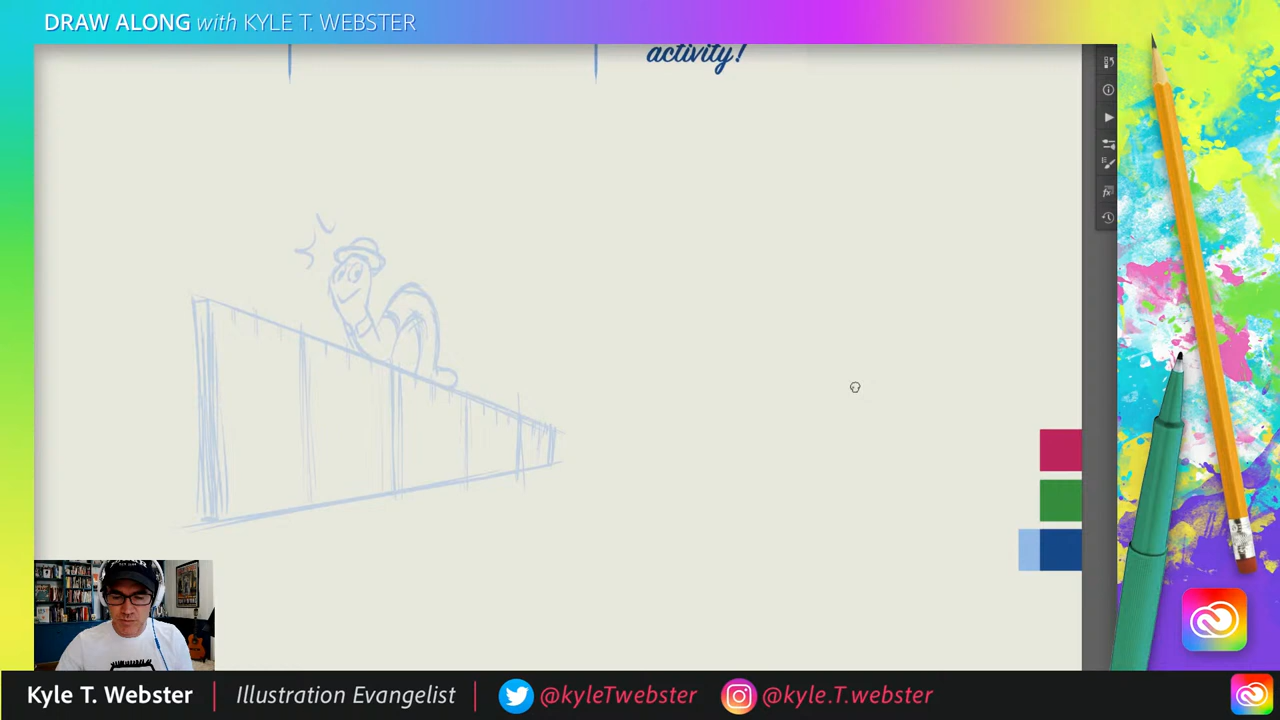 DRAW ALONG with KYLE T. WEBSTER
activity!
Kyle T. Webster | Illustration Evangelist | @kyleTwebster @kyle.T.webster